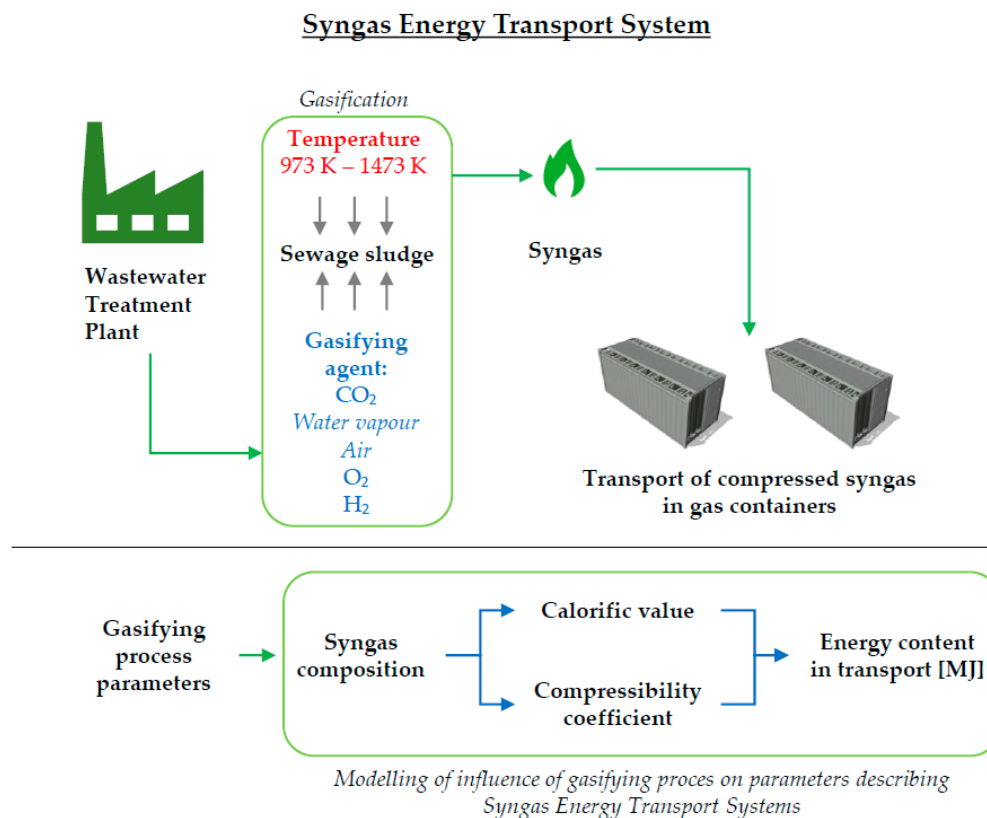 Syngas Energy Transport System
Gasification
Temperature
973 K – 1473 K
Sewage sludge
Gasifying
agent:
CO₂
Water vapour
Air
O₂
H₂
Wastewater
Treatment
Plant
Syngas
Transport of compressed syngas
in gas containers
Gasifying
process
parameters
Syngas
composition
Calorific value
Compressibility
coefficient
Energy content
in transport [MJ]
Modelling of influence of gasifying proces on parameters describing
Syngas Energy Transport Systems